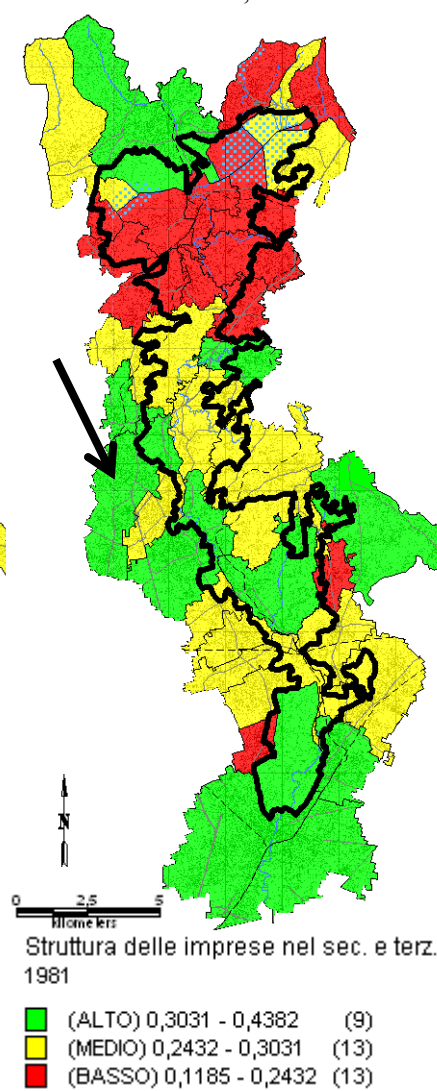 N
0 2,5 5
kilometers
Struttura delle imprese nel sec. e terz.
1981
(ALTO) 0,3031 - 0,4382 (9)
(MEDIO) 0,2432 - 0,3031 (13)
(BASSO) 0,1185 - 0,2432 (13)